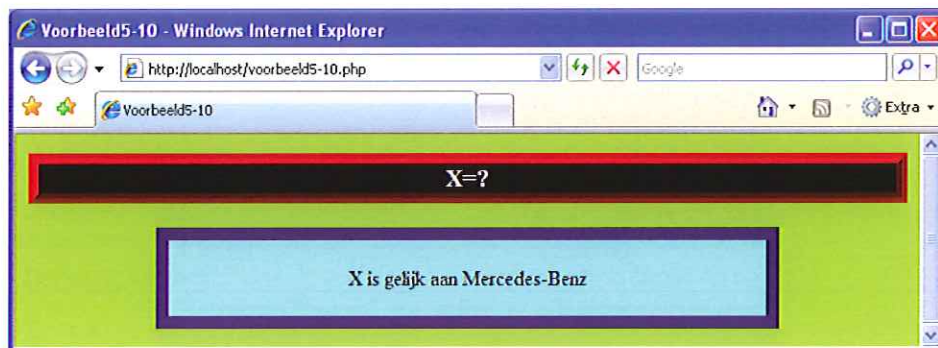 Voorbeeld5-10 - Windows Internet Explorer
http://localhost/voorbeeld5-10.php
Google
Voorbeeld5-10
Extra
X=?
X is gelijk aan Mercedes-Benz